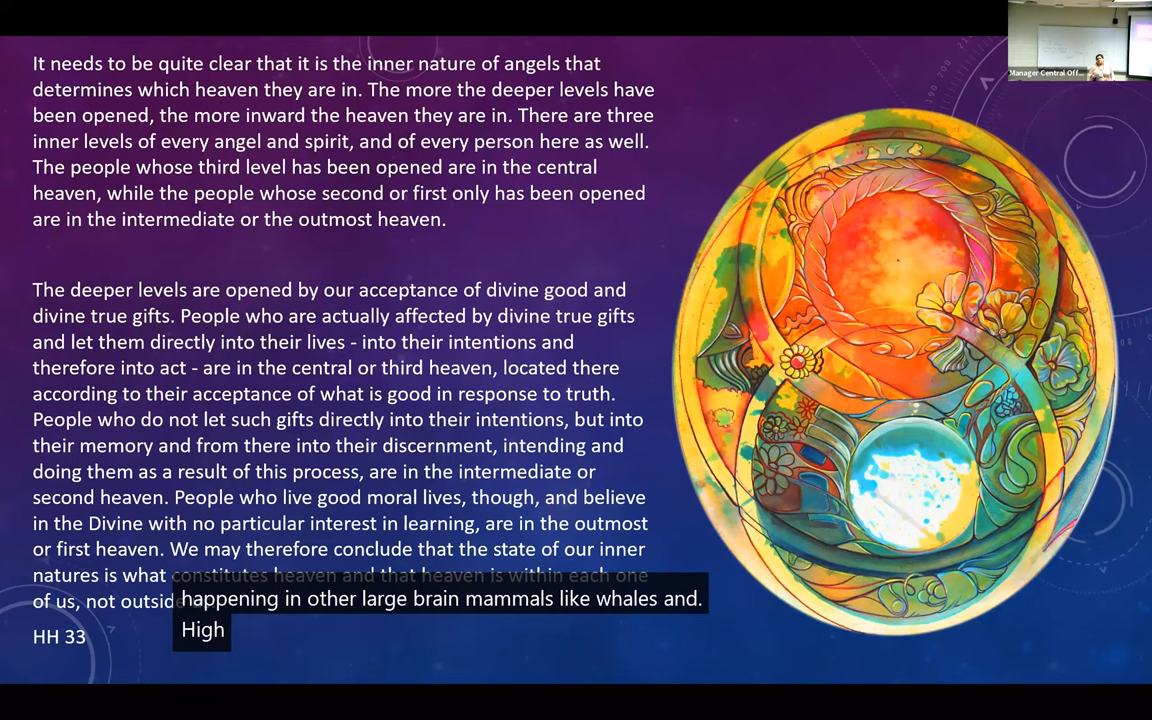 It needs to be quite clear that it is the inner nature of angels that
determines which heaven they are in. The more the deeper levels have
been opened, the more inward the heaven they are in. There are three
inner levels of every angel and spirit, and of every person here as well.
The people whose third level has been opened are in the central
heaven, while the people whose second or first only has been opened
are in the intermediate or the outmost heaven.
The deeper levels are opened by our acceptance of divine good and
divine true gifts. People who are actually affected by divine true gifts
and let them directly into their lives - into their intentions and
therefore into act - are in the central or third heaven, located there
according to their acceptance of what is good in response to truth.
People who do not let such gifts directly into their intentions, but into
their memory and from there into their discernment, intending and
doing them as a result of this process, are in the intermediate or
second heaven. People who live good moral lives, though, and believe
in the Divine with no particular interest in learning, are in the outmost
or first heaven. We may therefore conclude that the state of our inner
natures is what constitutes heaven and that heaven is within each one
of us, not outside
happening in other large brain mammals like whales and.
High
HH 33
Manager Central Off...